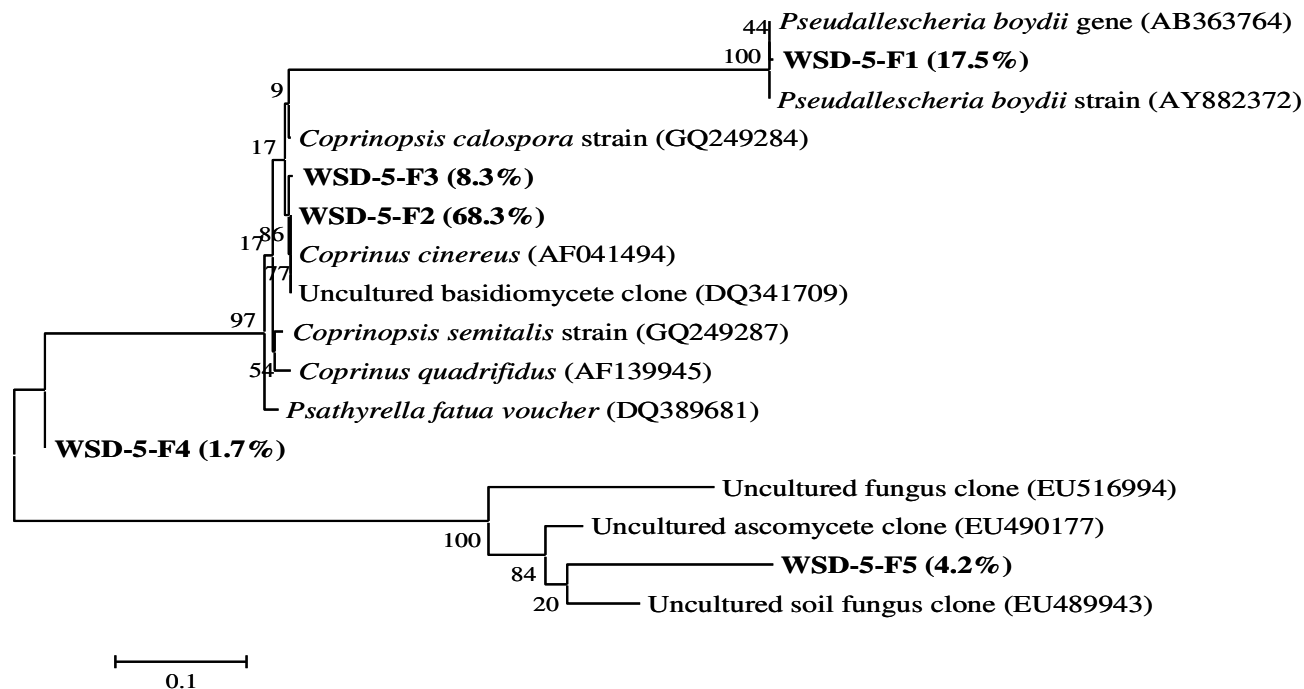 44 Pseudallescheria boydii gene (AB363764)
100 WSD-5-F1 (17.5%)
Pseudallescheria boydii strain (AY882372)
9
Coprinopsis calospora strain (GQ249284)
17
WSD-5-F3 (8.3%)
WSD-5-F2 (68.3%)
86
17
Coprinus cinereus (AF041494)
77
Uncultured basidiomycete clone (DQ341709)
97
Coprinopsis semitalis strain (GQ249287)
54 Coprinus quadrifidus (AF139945)
Psathyrella fatua voucher (DQ389681)
WSD-5-F4 (1.7%)
Uncultured fungus clone (EU516994)
Uncultured ascomycete clone (EU490177)
100
WSD-5-F5 (4.2%)
84
20 Uncultured soil fungus clone (EU489943)
0.1